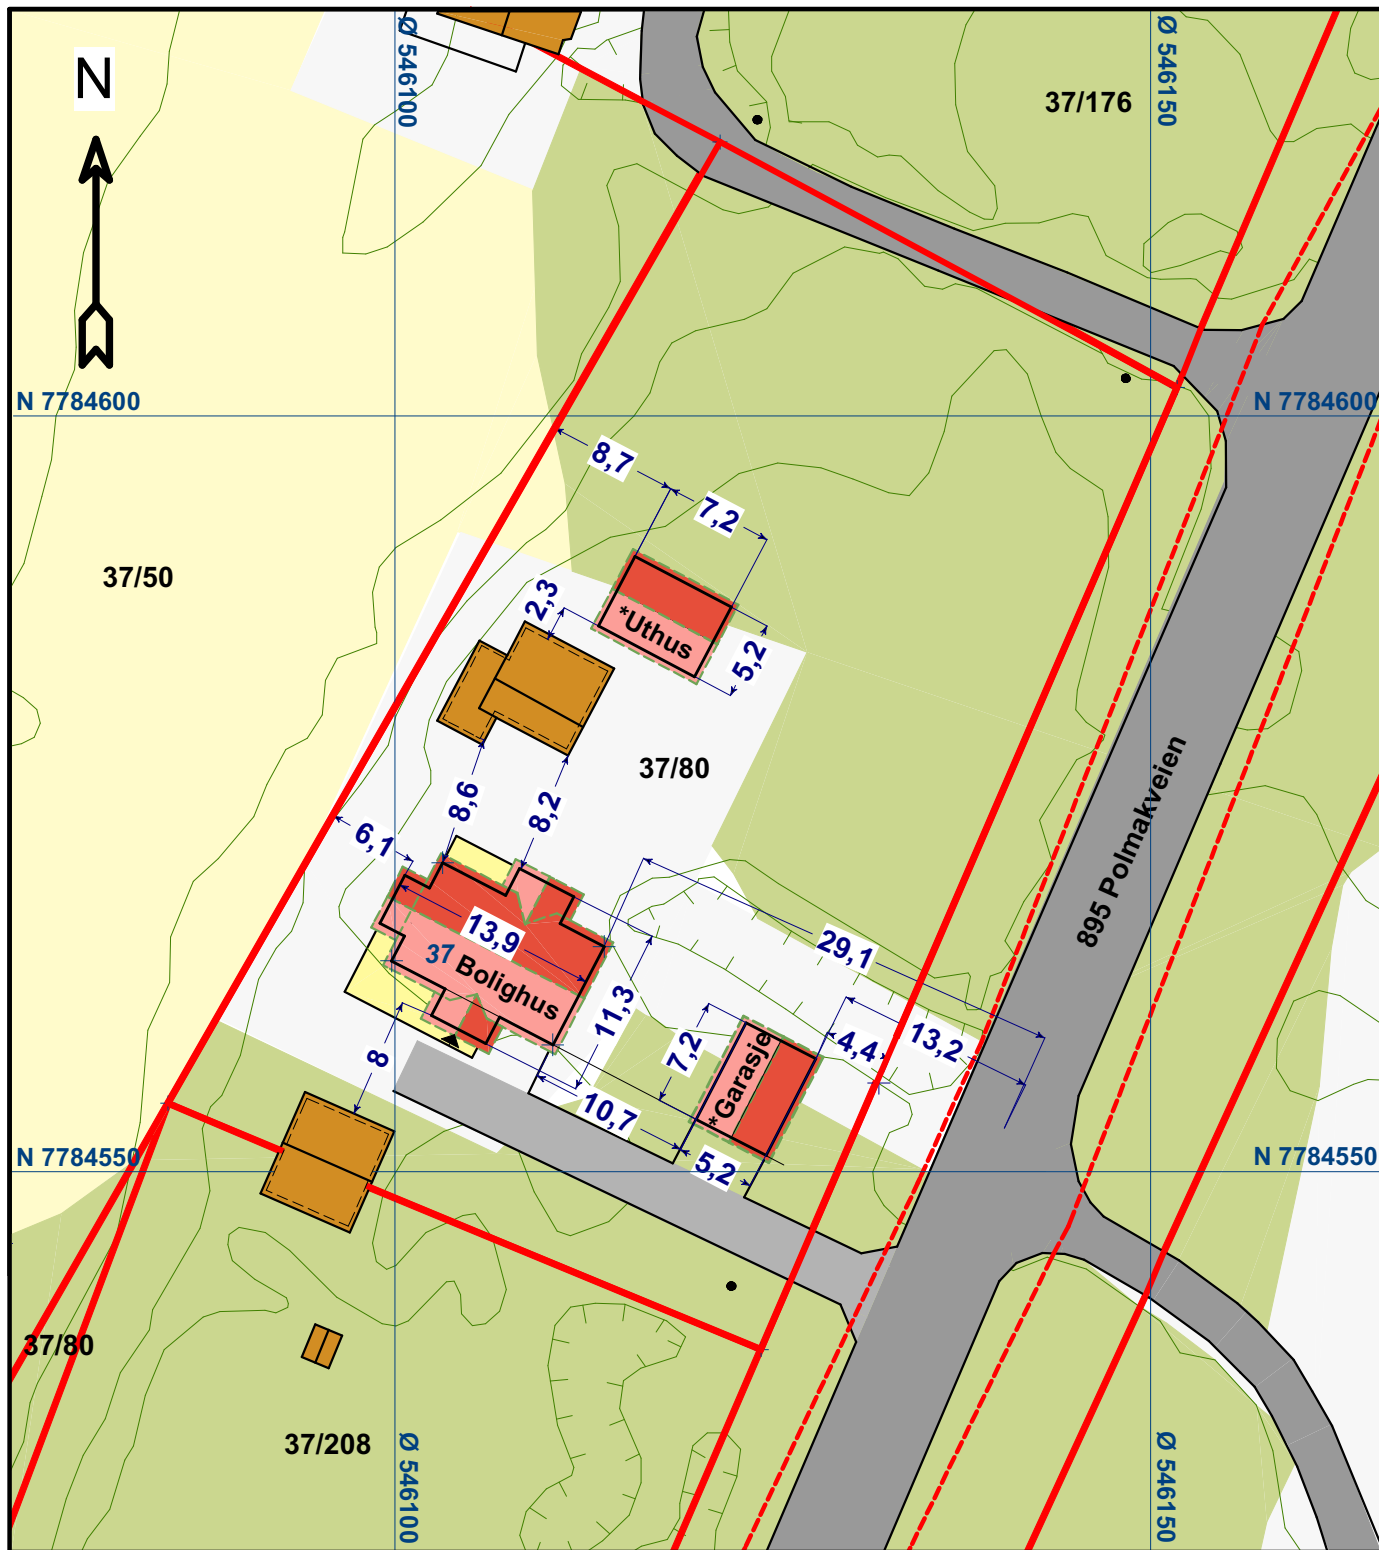 Ø 546100
Ø 546150
N
37/176
N 7784600
N 7784600
8,7
7,2
37/50
2,3
*Uthus
5,2
37/80
895 Polmakveien
8,6
8,2
6,1
13,9
29,1
37 Bolighus
11,3
7,2
4,4
13,2
*Garasje
8
10,7
5,2
N 7784550
N 7784550
37/80
37/208
Ø 546100
Ø 546150